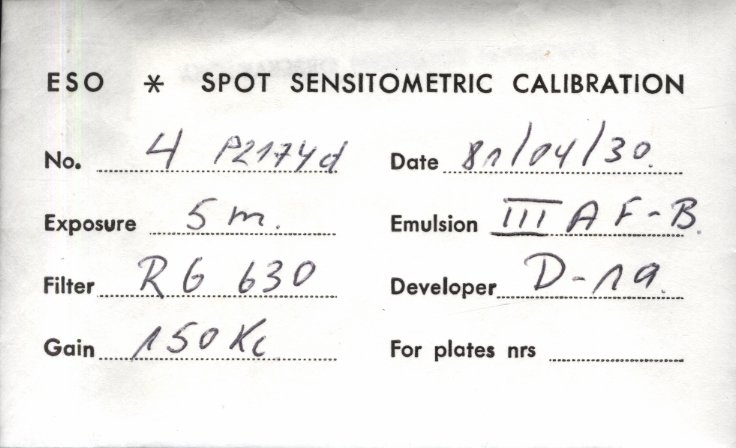 ESO * SPOT SENSITOMETRIC CALIBRATION
No. 4 P2174d Date 81/04/30.
Exposure 5 m. Emulsion III A F-B.
Filter RG 630 Developer D-19.
Gain 150 Kc For plates nrs